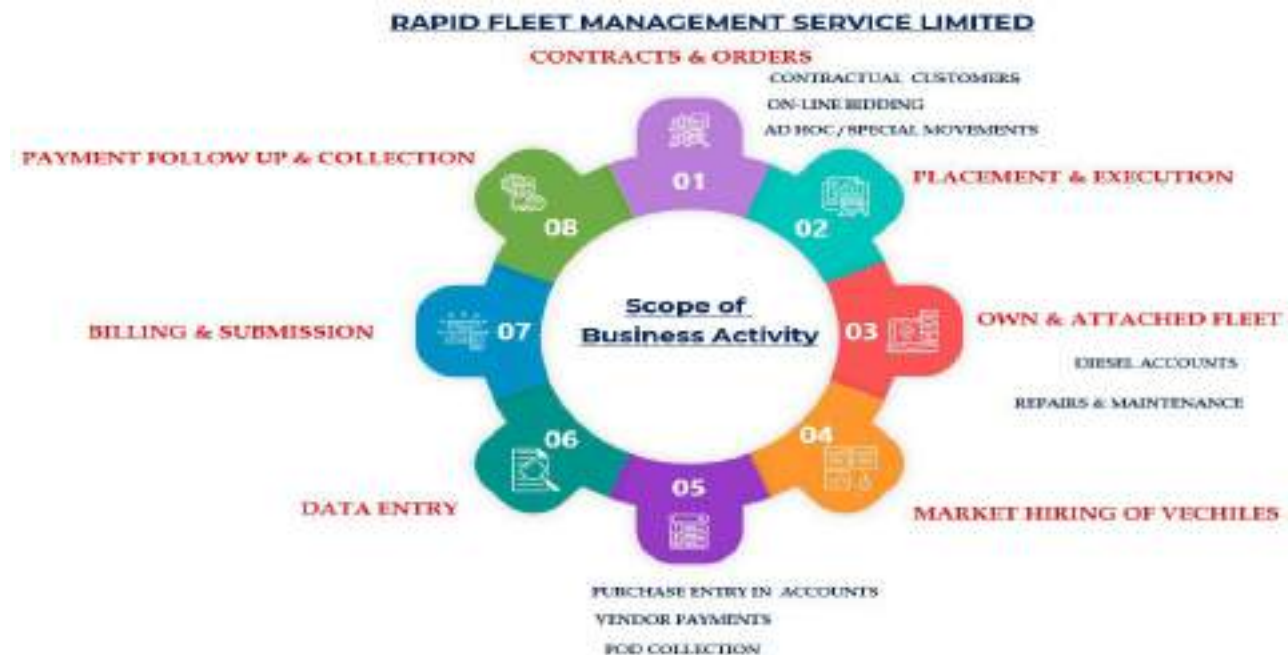 RAPID FLEET MANAGEMENT SERVICE LIMITED
CONTRACTS & ORDERS
CONTRACTUAL CUSTOMERS
ON-LINE BIDDING
AD HOC / SPECIAL MOVEMENTS
01
PLACEMENT & EXECUTION
02
OWN & ATTACHED FLEET
03
DIESEL ACCOUNTS
REPAIRS & MAINTENANCE
MARKET HIRING OF VECHILES
04
05
PURCHASE ENTRY IN ACCOUNTS
VENDOR PAYMENTS
POD COLLECTION
DATA ENTRY
06
BILLING & SUBMISSION
07
PAYMENT FOLLOW UP & COLLECTION
08
Scope of
Business Activity